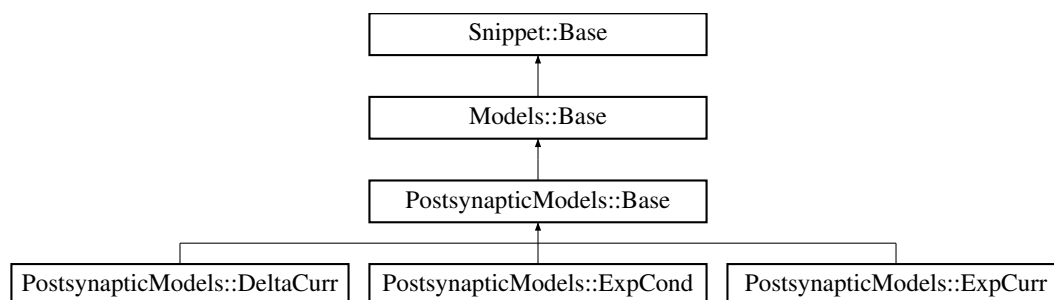 Snippet::Base
Models::Base
PostsynapticModels::Base
PostsynapticModels::DeltaCurr PostsynapticModels::ExpCond PostsynapticModels::ExpCurr